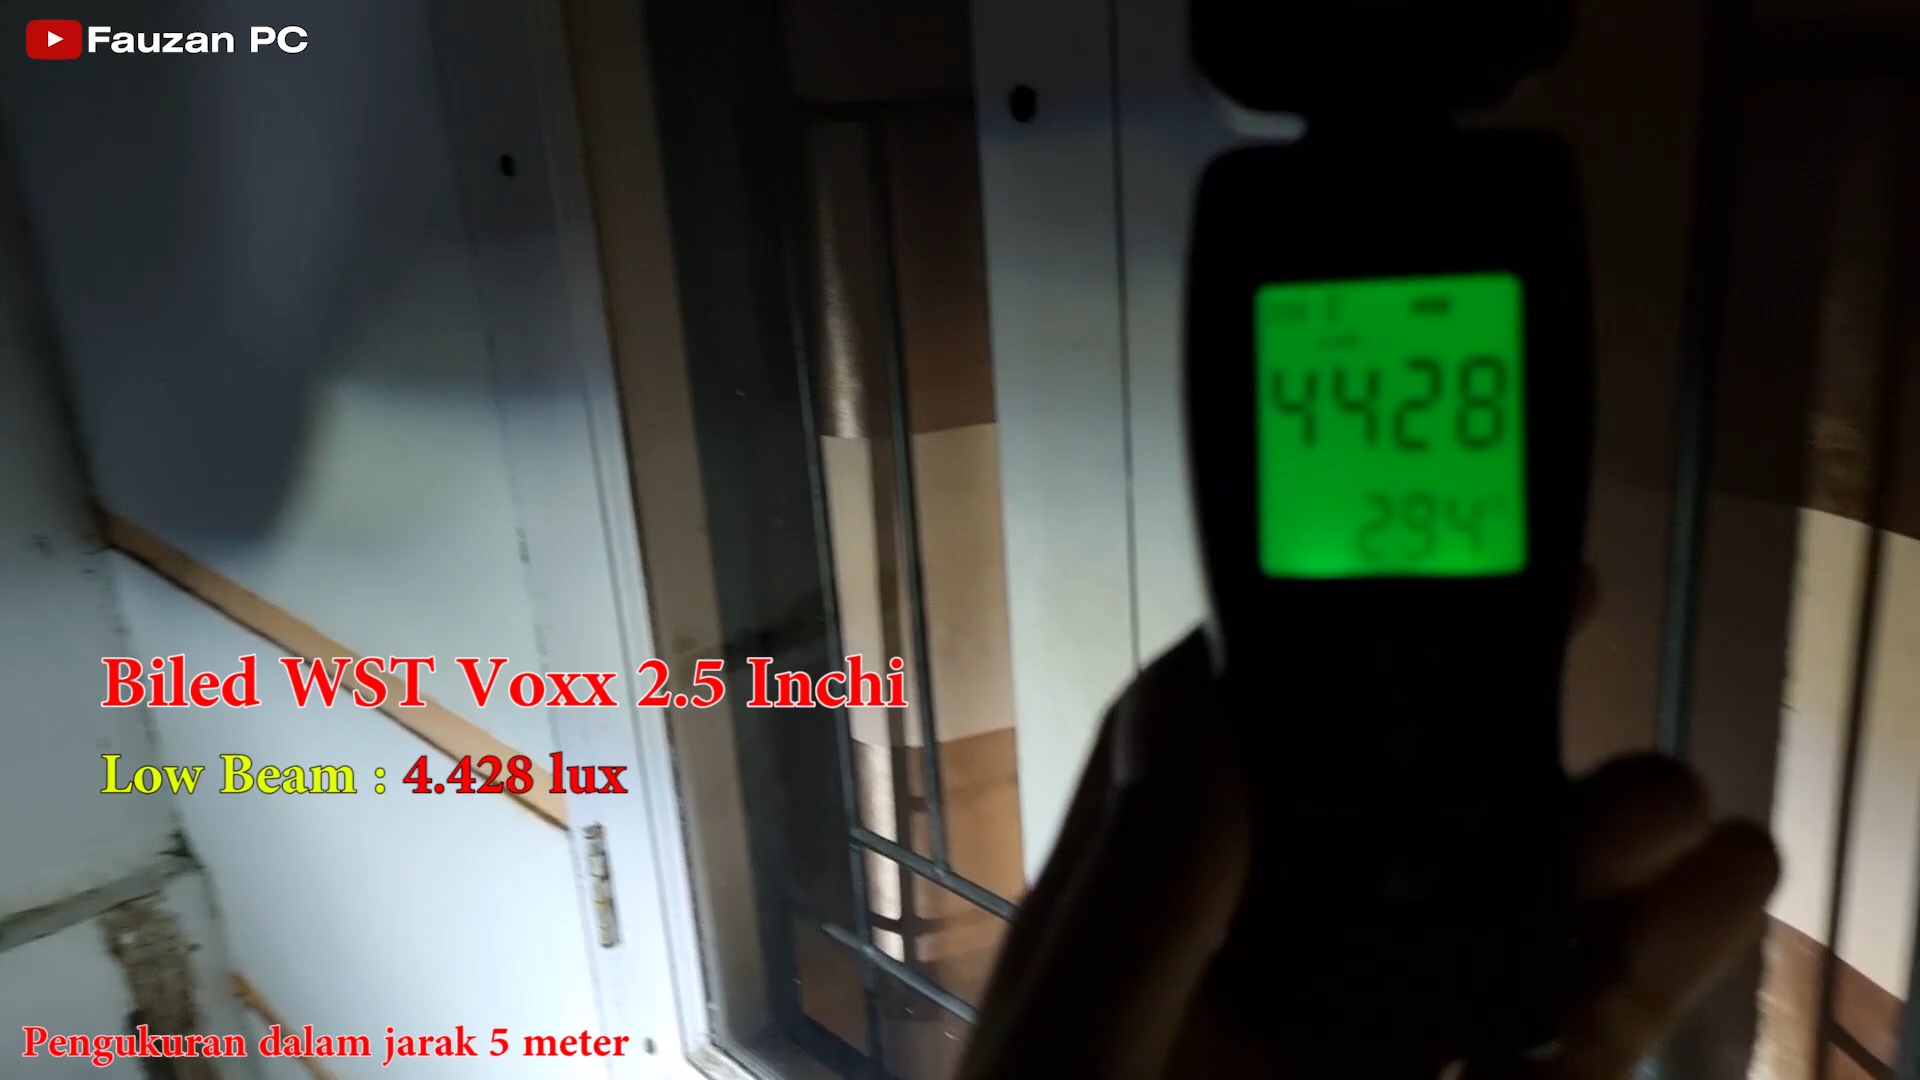 Fauzan PC
4428
294
Biled WST Voxx 2.5 Inchi
Low Beam : 4.428 lux
Pengukuran dalam jarak 5 meter